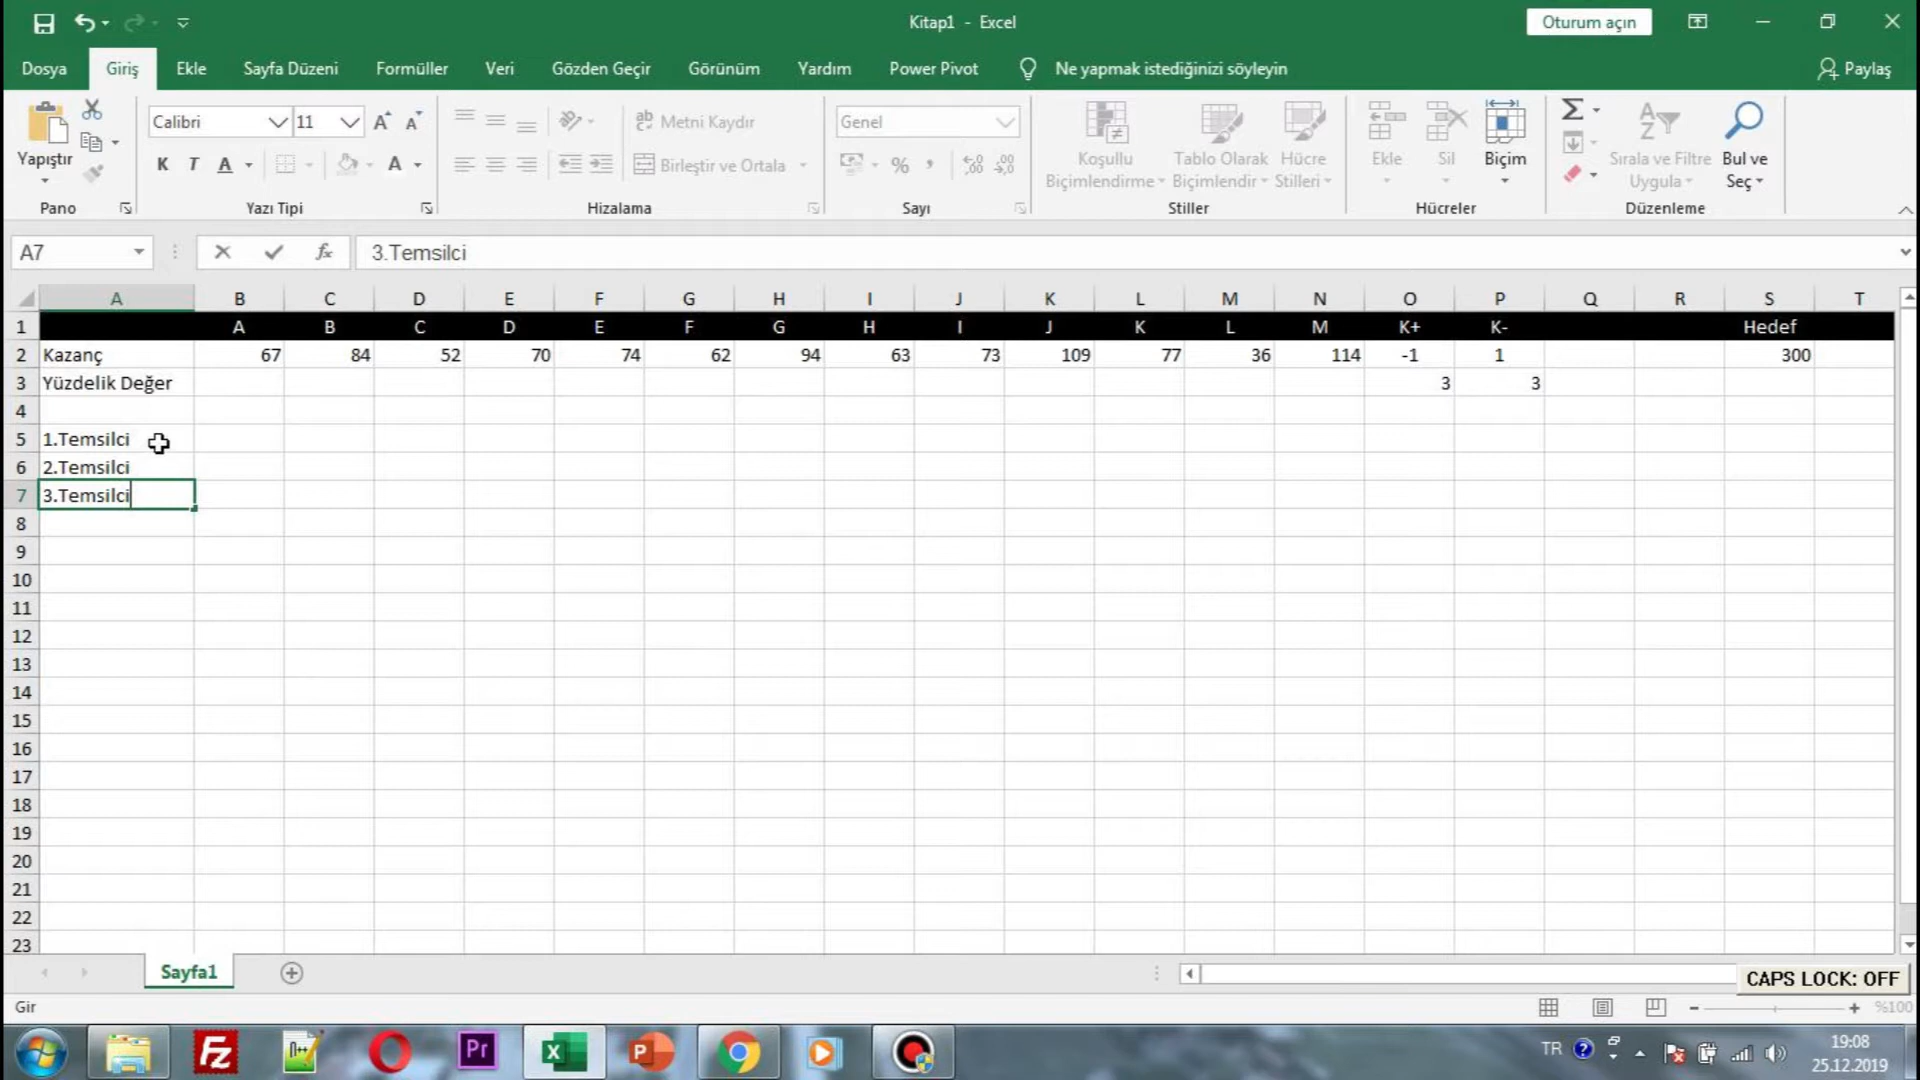 Kitap1 - Excel
Oturum açın
Dosya Giriş Ekle Sayfa Düzeni Formüller Veri Gözden Geçir Görünüm Yardım Power Pivot Ne yapmak istediğinizi söyleyin Paylaş
Yapıştır
Calibri 11
K T A A
ab Metni Kaydır
Birleştir ve Ortala
Genel
%
Koşullu Biçimlendirme
Tablo Olarak Biçimlendir
Hücre Stilleri
Ekle Sil Biçim
Sırala ve Filtre Uygula
Bul ve Seç
Pano Yazı Tipi Hizalama Sayı Stiller Hücreler Düzenleme
A7 fx 3.Temsilci
A B C D E F G H I J K L M N O P Q R S T
1 A B C D E F G H I J K L M K+ K- Hedef
2 Kazanç 67 84 52 70 74 62 94 63 73 109 77 36 114 -1 1 300
3 Yüzdelik Değer 3 3
4
5 1.Temsilci
6 2.Temsilci
7 3.Temsilci
8
9
10
11
12
13
14
15
16
17
18
19
20
21
22
23
Sayfa1
CAPS LOCK: OFF
Gir
%100
TR
19:08
25.12.2019